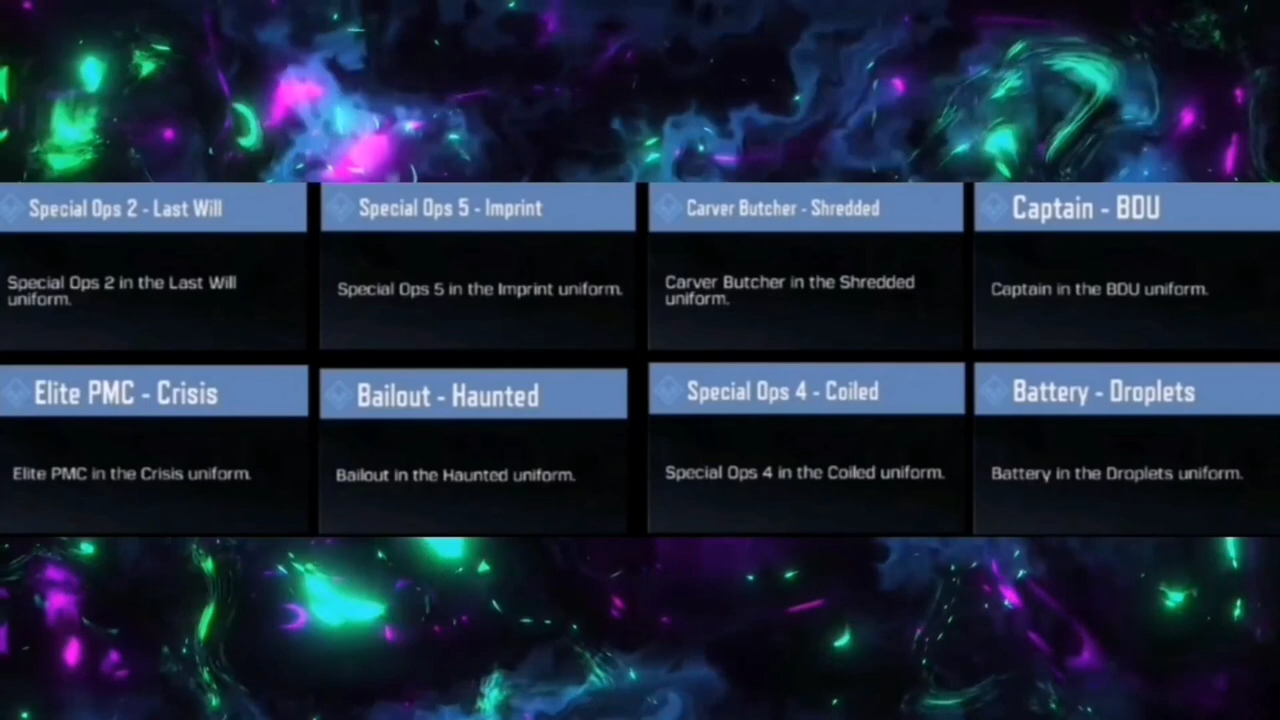 Special Ops 2 - Last Will
Special Ops 5 - Imprint
Carver Butcher - Shredded
Captain - BDU
Special Ops 2 in the Last Will
uniform.
Special Ops 5 in the Imprint uniform.
Carver Butcher in the Shredded
uniform.
Captain in the BDU uniform.
Elite PMC - Crisis
Bailout - Haunted
Special Ops 4 - Coiled
Battery - Droplets
Elite PMC in the Crisis uniform.
Bailout in the Haunted uniform.
Special Ops 4 in the Coiled uniform.
Battery in the Droplets uniform.